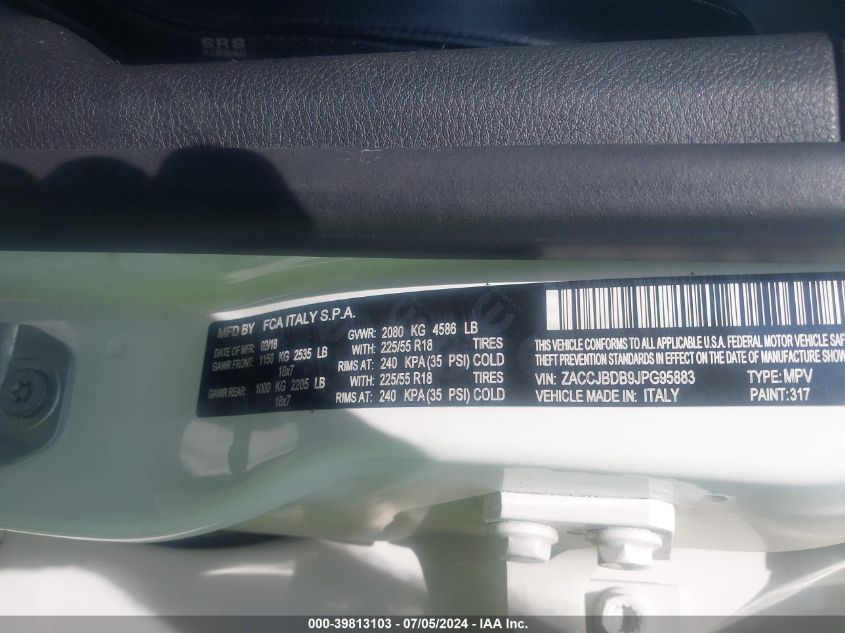 SRS
AIRBAG
MFD BY FCA ITALY S.P.A.
DATE OF MFR: 02/18 GVWR: 2080 KG 4586 LB
GAWR FRONT: 1150 KG 2535 LB WITH: 225/55 R18 TIRES
18x7 RIMS AT: 240 KPA(35 PSI) COLD
GAWR REAR: 1000 KG 2205 LB WITH: 225/55 R18 TIRES
18x7 RIMS AT: 240 KPA(35 PSI) COLD
THIS VEHICLE CONFORMS TO ALL APPLICABLE U.S.A. FEDERAL MOTOR VEHICLE
THEFT PREVENTION STANDARDS IN EFFECT ON THE DATE OF MANUFACTURE
VIN: ZACCJBDB9JPG95883 TYPE: MPV
VEHICLE MADE IN: ITALY PAINT:317
000-39813103 - 07/05/2024 - IAA Inc.